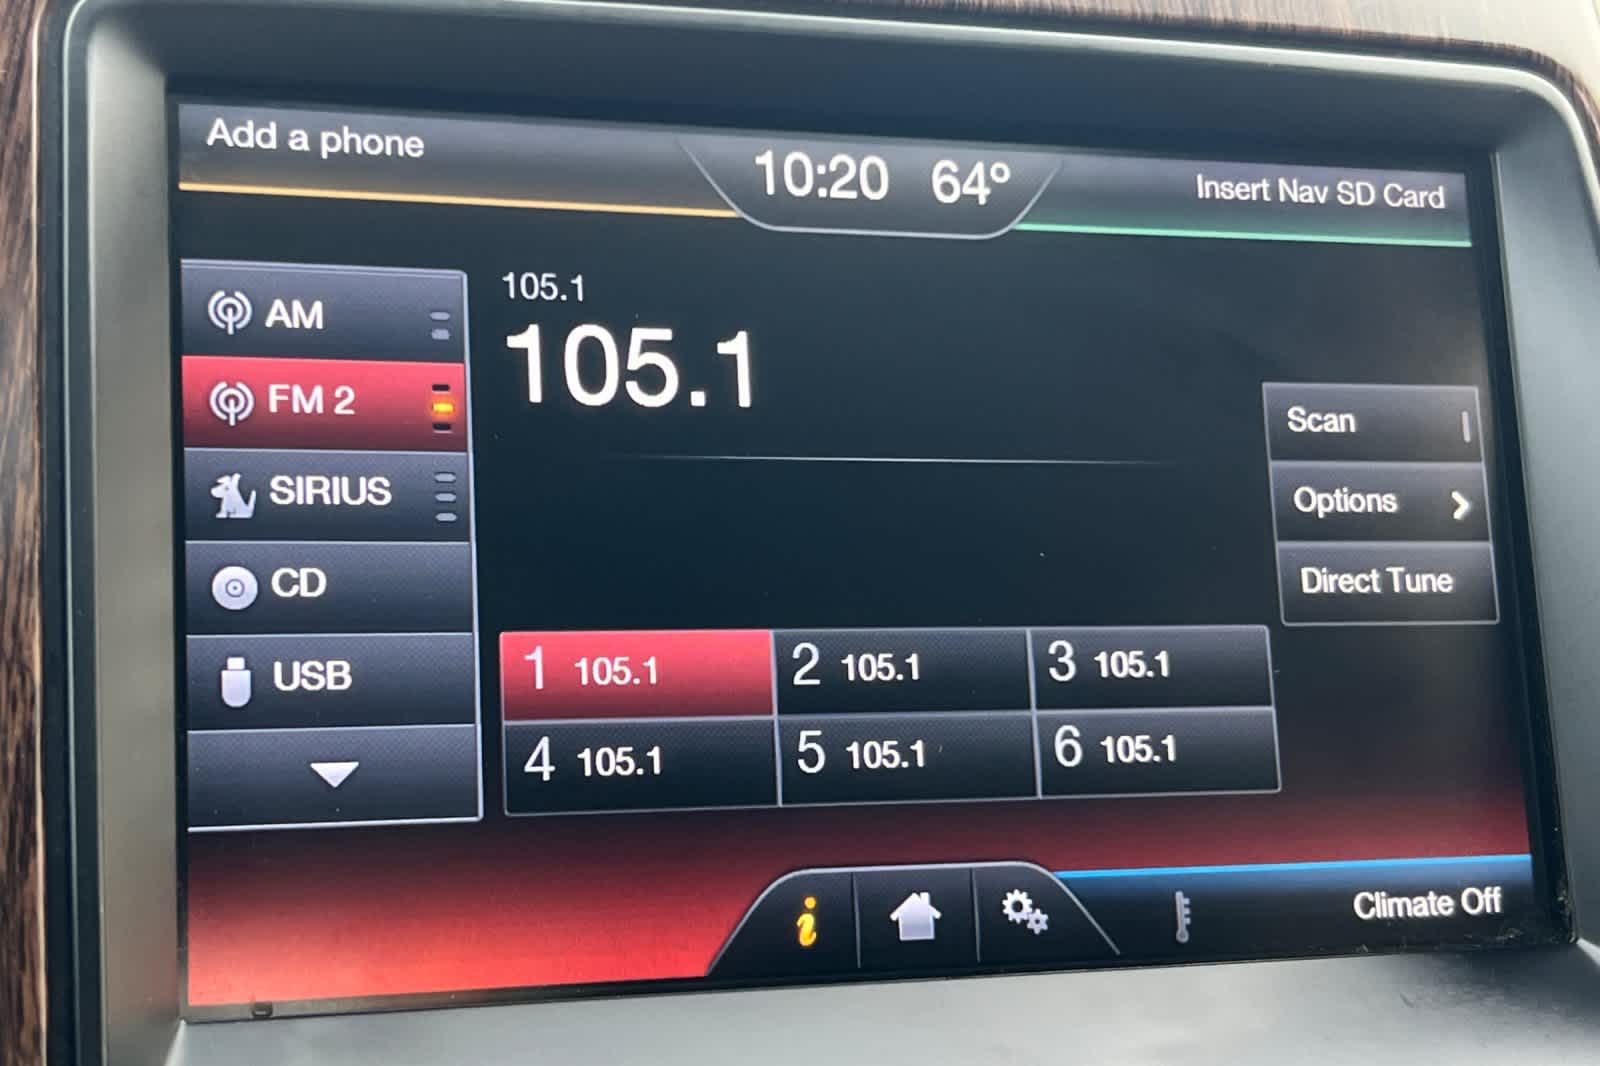 Add a phone
10:20 64°
Insert Nav SD Card
AM
FM 2
SIRIUS
CD
USB
105.1
105.1
Scan
Options
Direct Tune
1 105.1
2 105.1
3 105.1
4 105.1
5 105.1
6 105.1
i
Climate Off